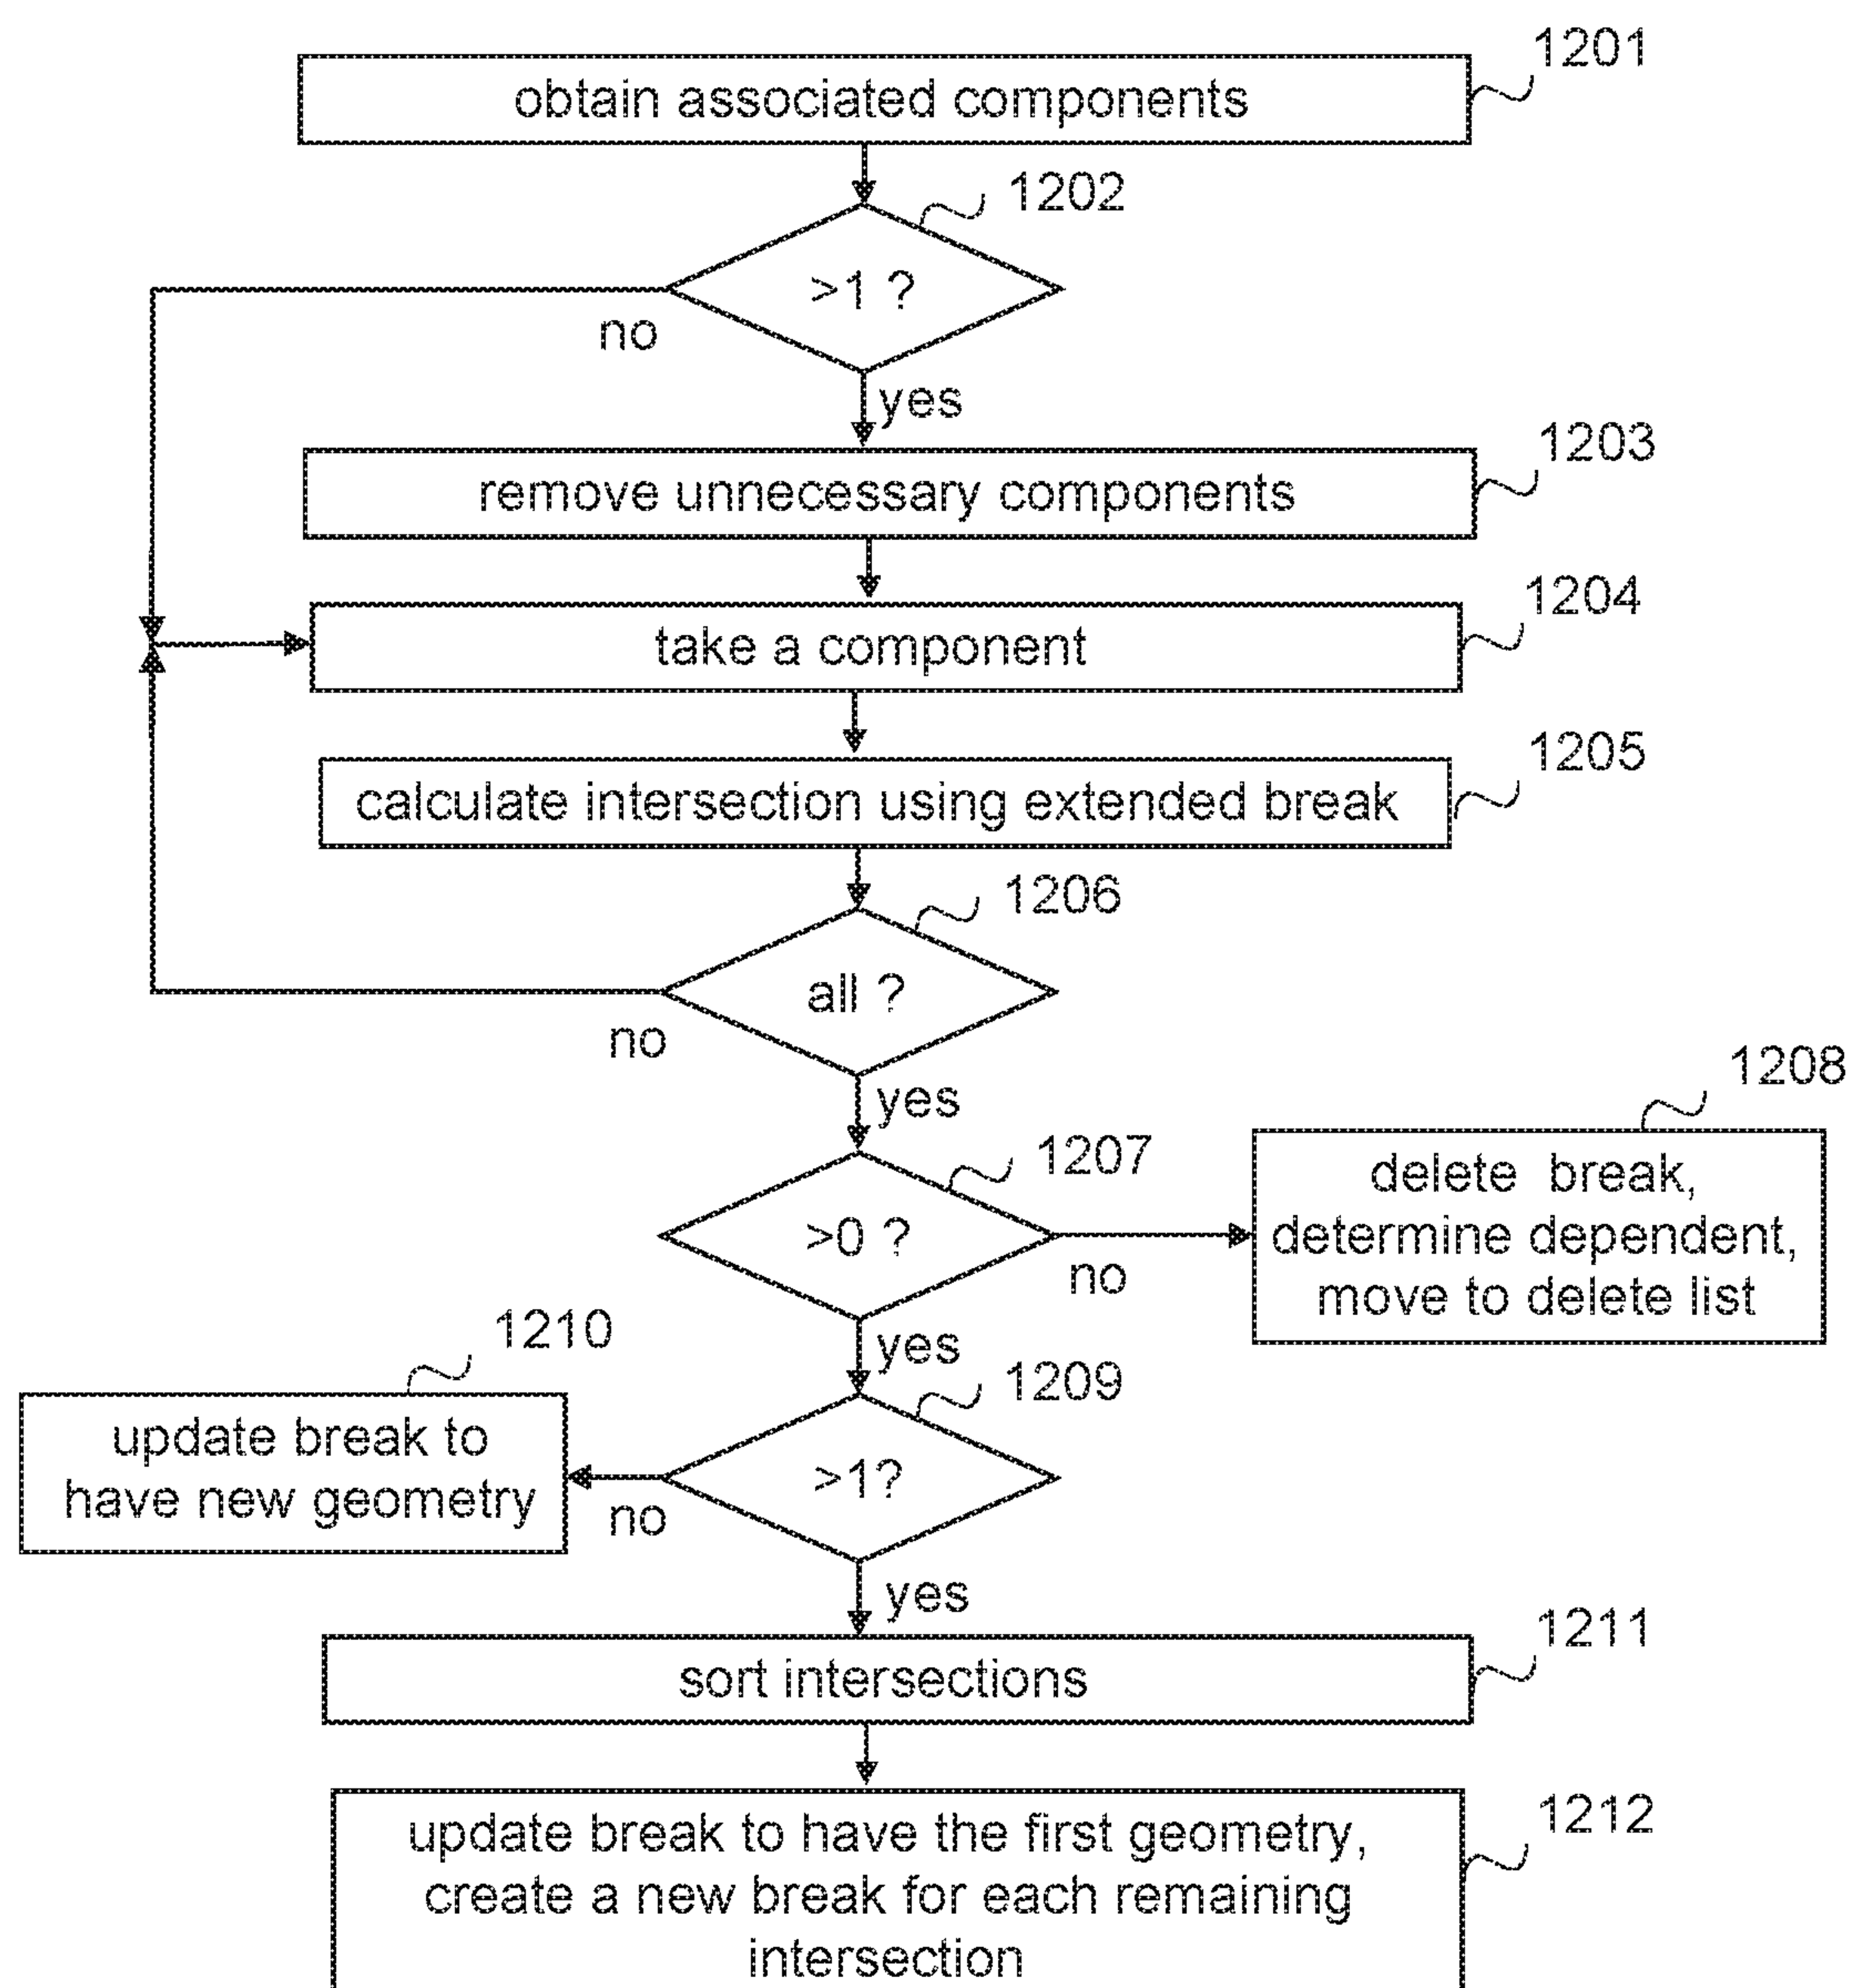 1201
obtain associated components
1202
>1 ?
no
yes
1203
remove unnecessary components
1204
take a component
1205
calculate intersection using extended break
1206
all ?
no
yes
1207
1208
>0 ?
no
delete break,
determine dependent,
move to delete list
yes
1209
1210
update break to
have new geometry
>1?
no
yes
1211
sort intersections
1212
update break to have the first geometry,
create a new break for each remaining
intersection